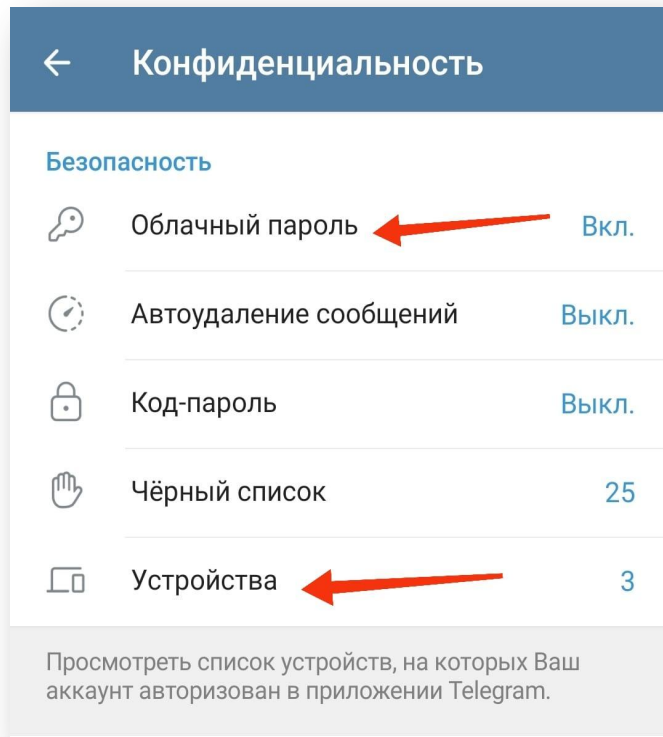 Конфиденциальность
Безопасность
Облачный пароль Вкл.
Автоудаление сообщений Выкл.
Код-пароль Выкл.
Чёрный список 25
Устройства 3
Просмотреть список устройств, на которых Ваш
аккаунт авторизован в приложении Telegram.